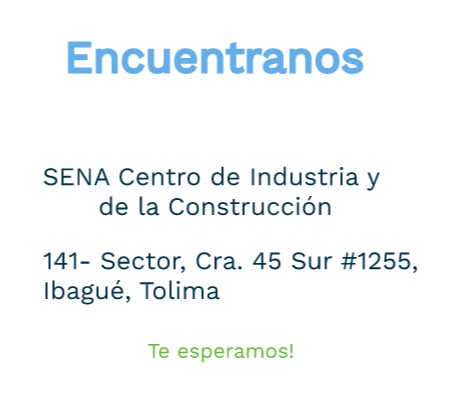 Encuentranos
SENA Centro de Industria y
de la Construcción
141- Sector, Cra. 45 Sur #1255,
Ibagué, Tolima
Te esperamos!